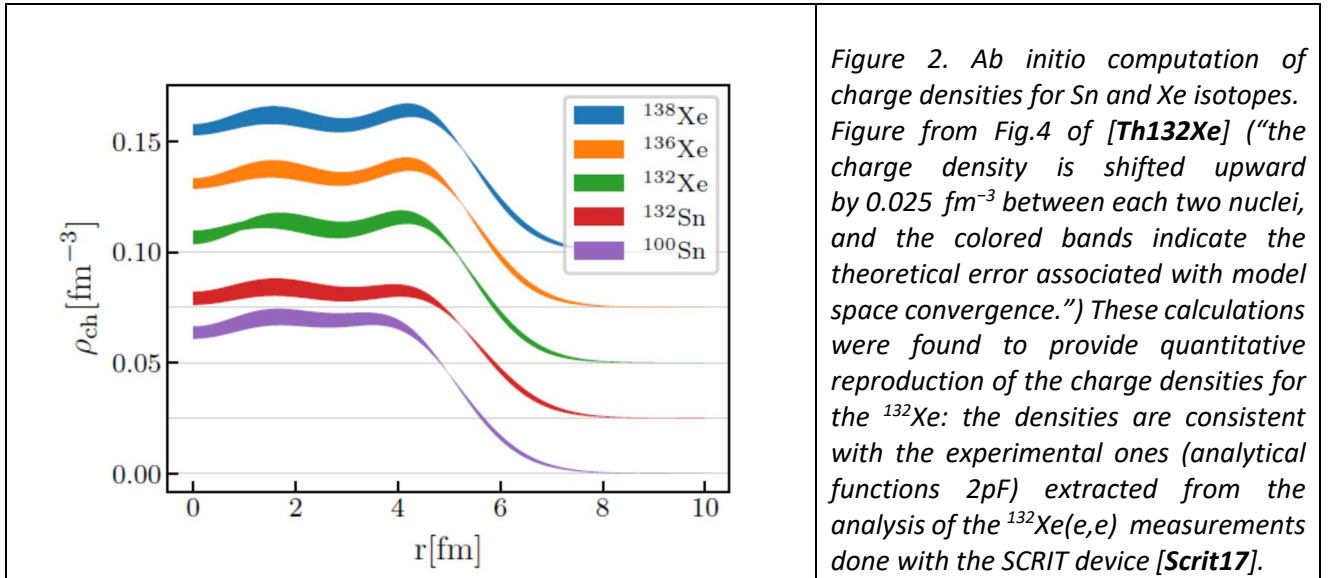 0.15
0.10
0.05
0.00
ρch[fm−3]
138Xe
136Xe
132Xe
132Sn
100Sn
0 2 4 6 8 10
r[fm]
Figure 2. Ab initio computation of
charge densities for Sn and Xe isotopes.
Figure from Fig.4 of [Th132Xe] (“the
charge density is shifted upward
by 0.025 fm−3 between each two nuclei,
and the colored bands indicate the
theoretical error associated with model
space convergence.”) These calculations
were found to provide quantitative
reproduction of the charge densities for
the 132Xe: the densities are consistent
with the experimental ones (analytical
functions 2pF) extracted from the
analysis of the 132Xe(e,e) measurements
done with the SCRIT device [Scrit17].